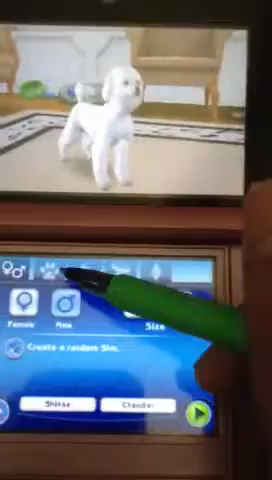 Female
Male
Size
Create a random Sim.
Shiksa
Chandler